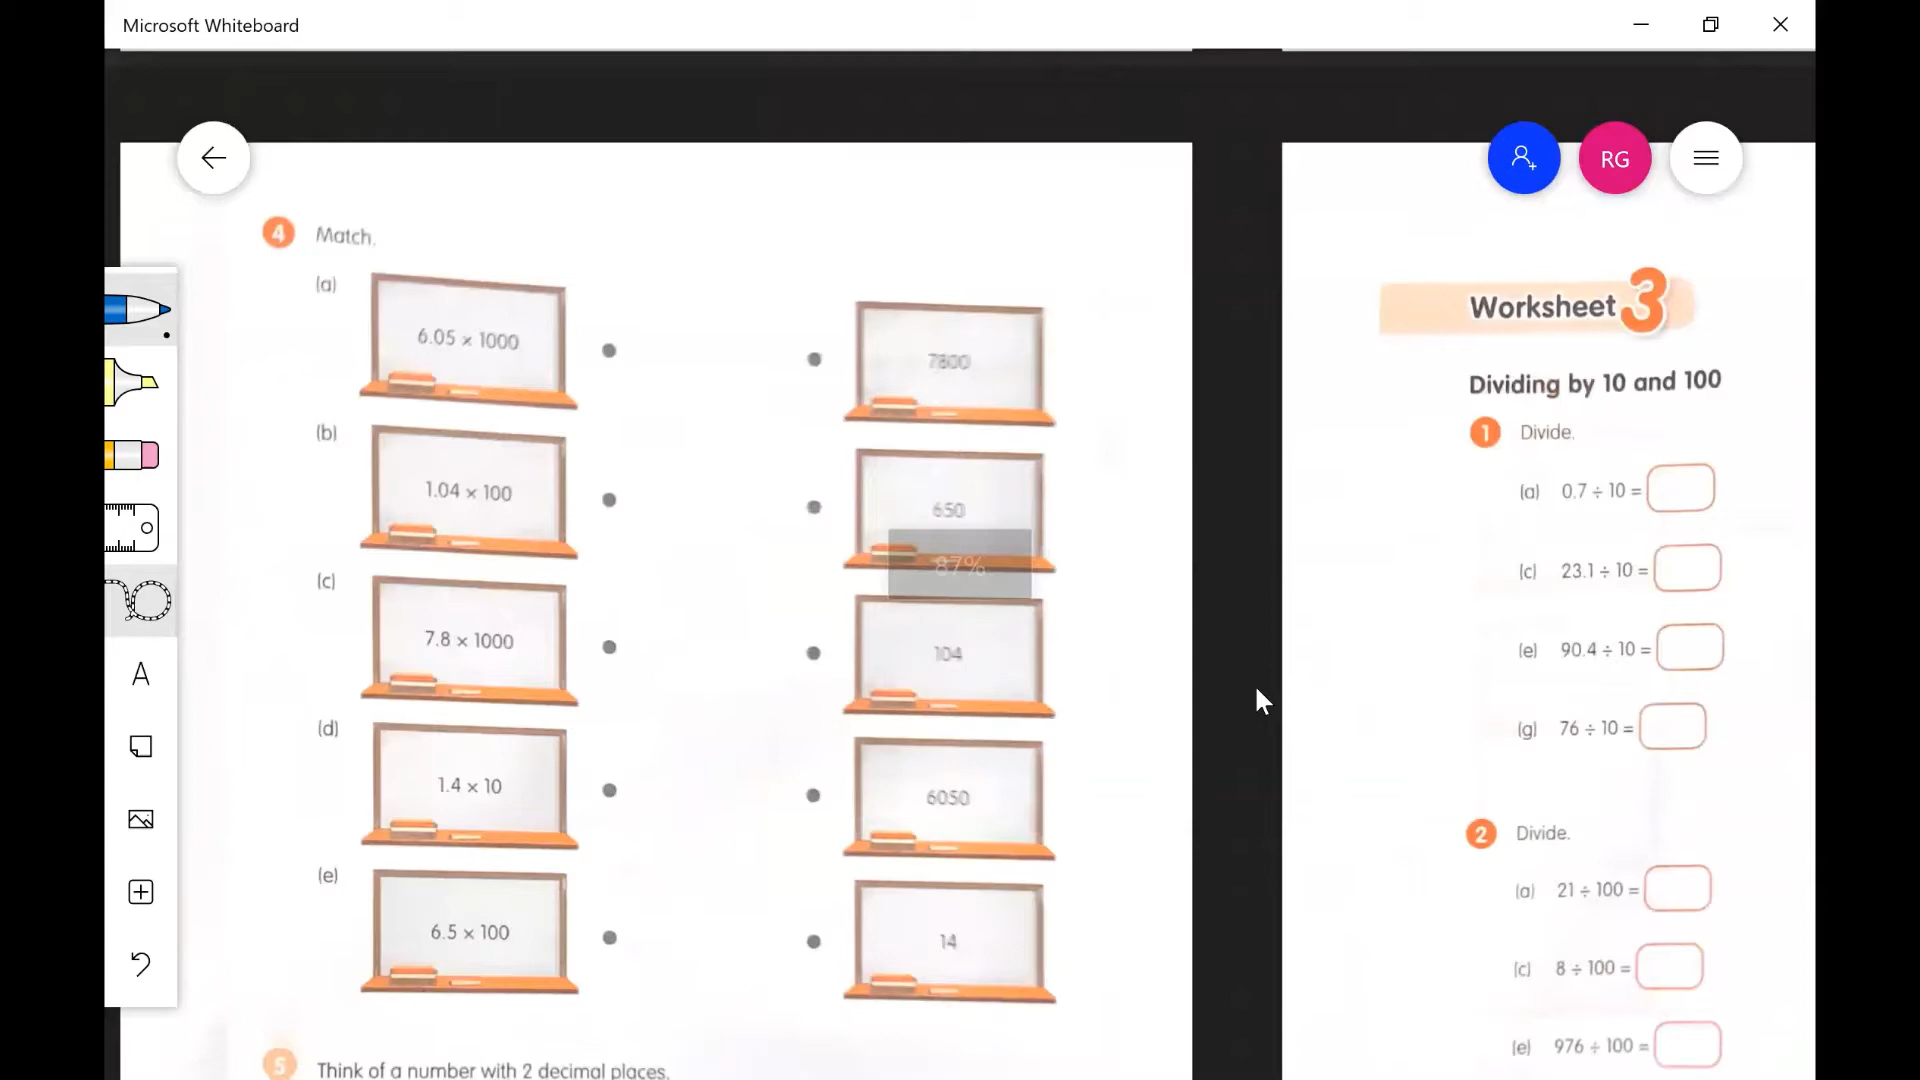 Microsoft Whiteboard
RG
4 Match.
(a)
6.05 × 1000
7800
(b)
1.04 × 100
650
87%
(c)
7.8 × 1000
104
(d)
1.4 × 10
6050
(e)
6.5 × 100
14
5 Think of a number with 2 decimal places.
Worksheet 3
Dividing by 10 and 100
1 Divide.
(a) 0.7 ÷ 10 =
(c) 23.1 ÷ 10 =
(e) 90.4 ÷ 10 =
(g) 76 ÷ 10 =
2 Divide.
(a) 21 ÷ 100 =
(c) 8 ÷ 100 =
(e) 976 ÷ 100 =